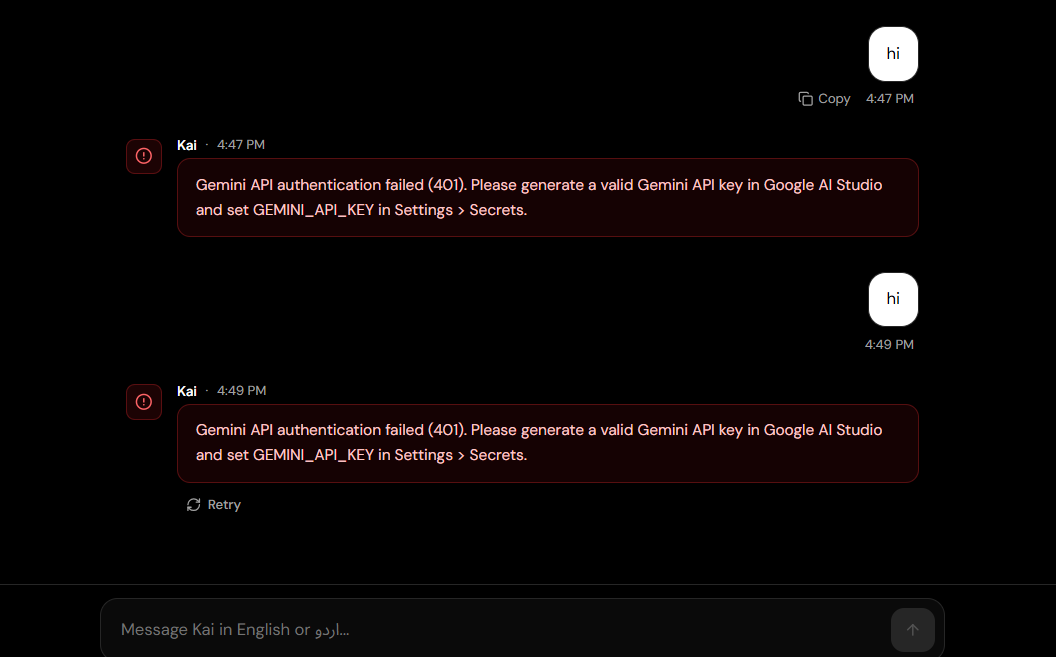 hi
Copy 4:47 PM
Kai · 4:47 PM
Gemini API authentication failed (401). Please generate a valid Gemini API key in Google AI Studio
and set GEMINI_API_KEY in Settings > Secrets.
hi
4:49 PM
Kai · 4:49 PM
Gemini API authentication failed (401). Please generate a valid Gemini API key in Google AI Studio
and set GEMINI_API_KEY in Settings > Secrets.
Retry
Message Kai in English or اردو...